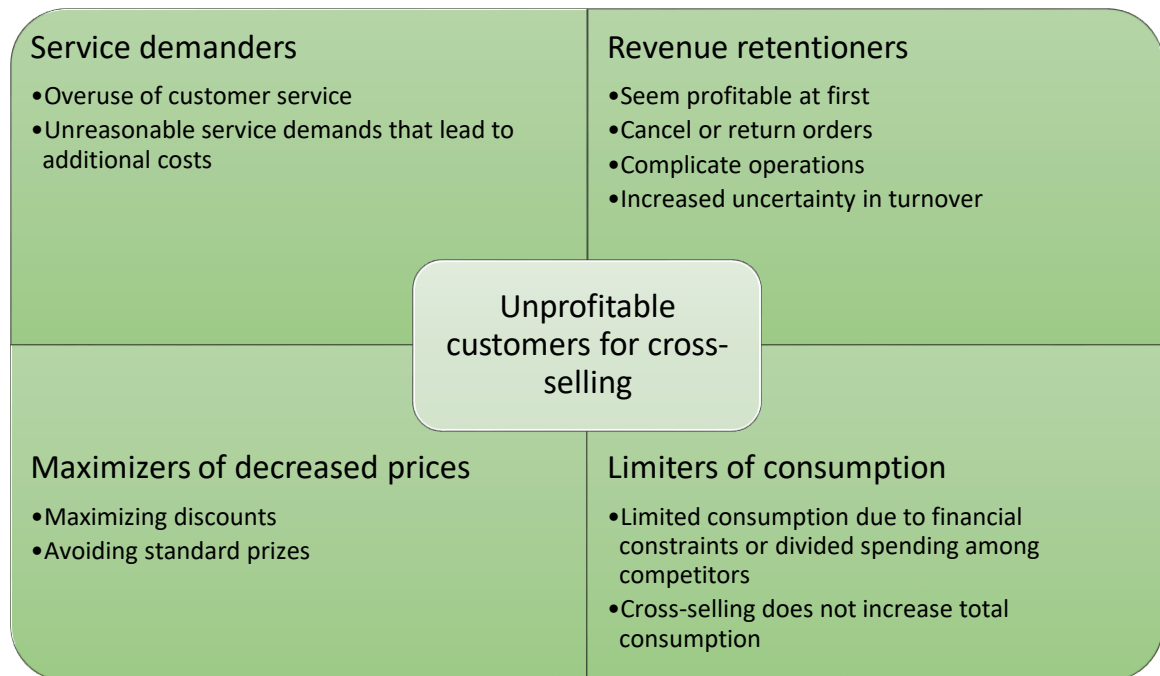 Service demanders
•Overuse of customer service
•Unreasonable service demands that lead to
additional costs
Revenue retentioners
•Seem profitable at first
•Cancel or return orders
•Complicate operations
•Increased uncertainty in turnover
Unprofitable
customers for cross-
selling
Maximizers of decreased prices
•Maximizing discounts
•Avoiding standard prizes
Limiters of consumption
•Limited consumption due to financial
constraints or divided spending among
competitors
•Cross-selling does not increase total
consumption